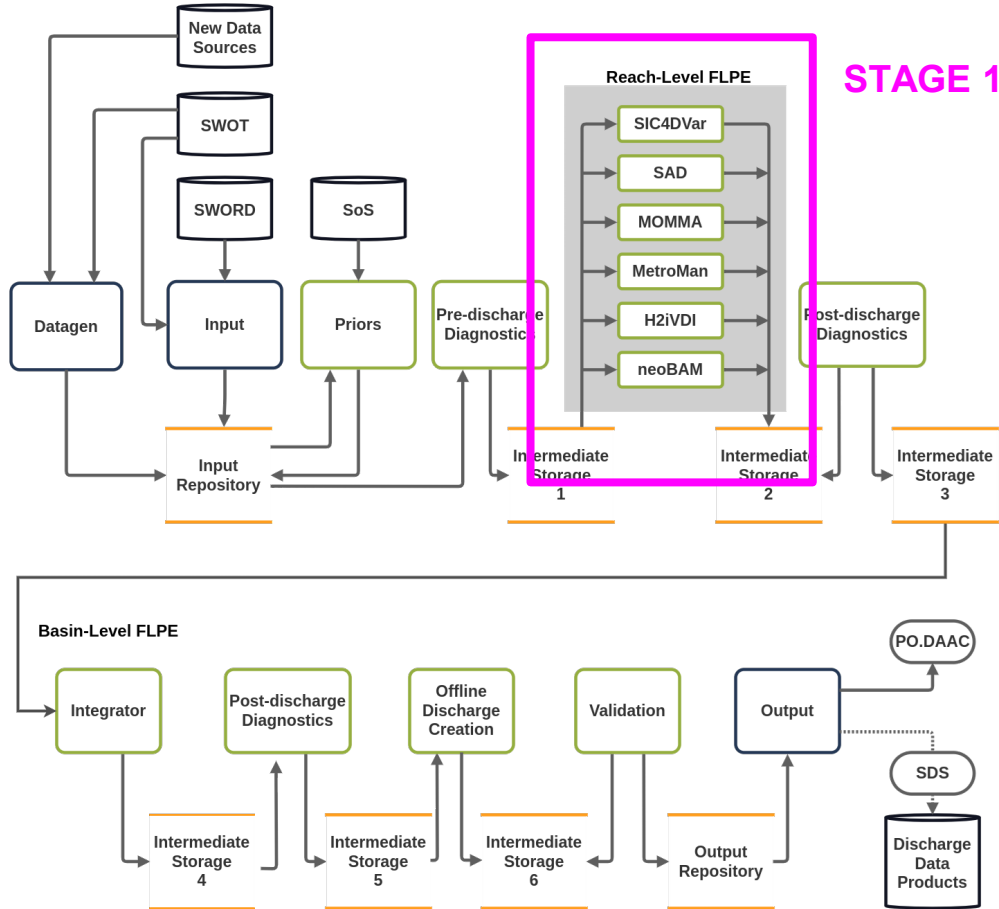 New Data
Sources
SWOT
SWORD
SoS
Reach-Level FLPE
STAGE 1
SIC4DVar
SAD
MOMMA
MetroMan
H2iVDI
neoBAM
Datagen
Input
Priors
Pre-discharge
Diagnostics
Post-discharge
Diagnostics
Input
Repository
Intermediate
Storage
1
Intermediate
Storage
2
Intermediate
Storage
3
Basin-Level FLPE
Integrator
Post-discharge
Diagnostics
Offline
Discharge
Creation
Validation
Output
PO.DAAC
SDS
Intermediate
Storage
4
Intermediate
Storage
5
Intermediate
Storage
6
Output
Repository
Discharge
Data
Products